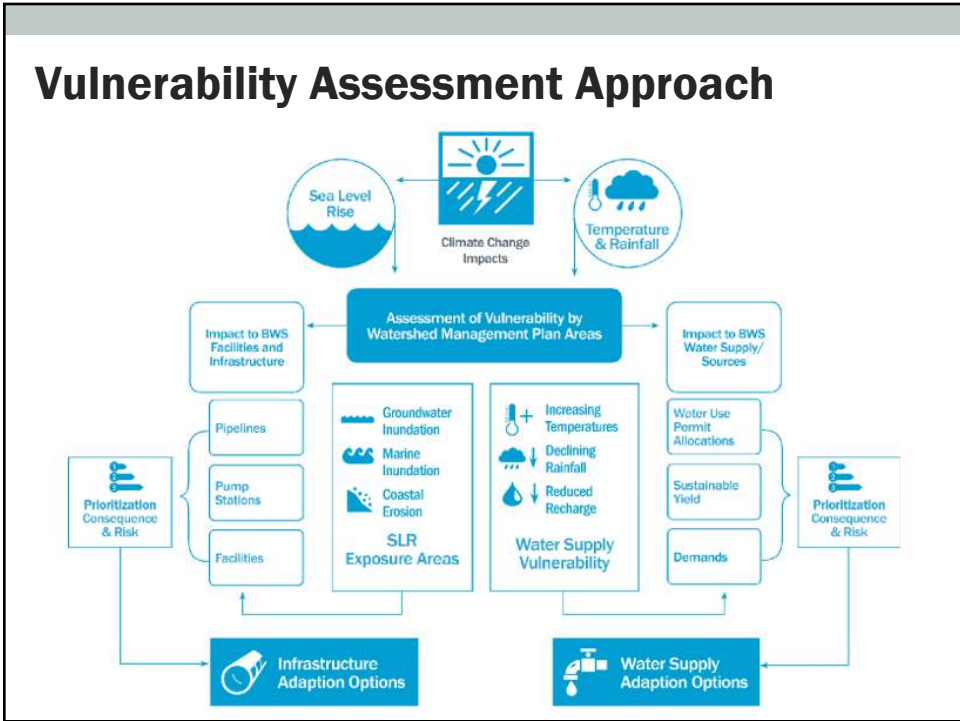 Vulnerability Assessment Approach
Sea Level
Rise
Climate Change
Impacts
Temperature
& Rainfall
Assessment of Vulnerability by
Watershed Management Plan Areas
Impact to BWS
Facilities and
Infrastructure
Impact to BWS
Water Supply/
Sources
Pipelines
Pump
Stations
Facilities
Prioritization
Consequence
& Risk
Groundwater
Inundation
Marine
Inundation
Coastal
Erosion
SLR
Exposure Areas
Increasing
Temperatures
Declining
Rainfall
Reduced
Recharge
Water Supply
Vulnerability
Water Use
Permit
Allocations
Sustainable
Yield
Demands
Prioritization
Consequence
& Risk
Infrastructure
Adaption Options
Water Supply
Adaption Options